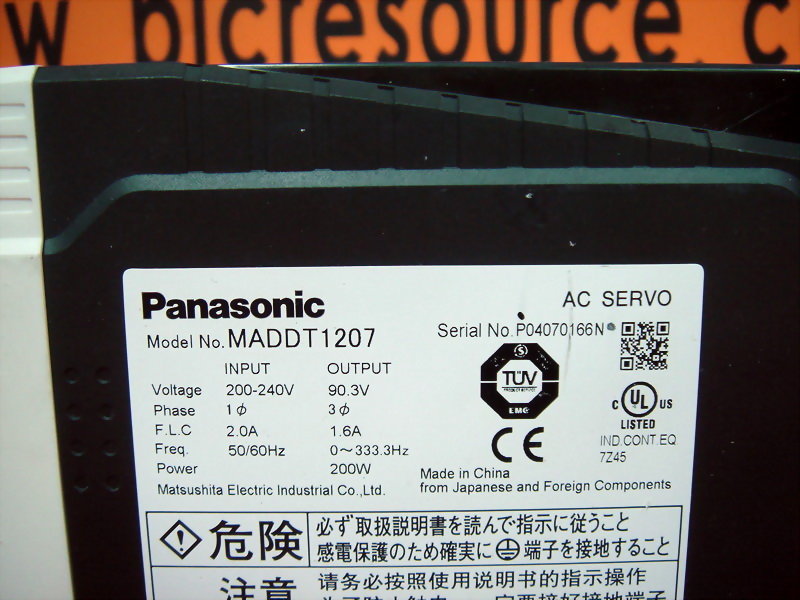 w plcresource.c
Panasonic
AC SERVO
Model No. MADDT1207
Serial No. P04070166N
INPUT OUTPUT
Voltage 200-240V 90.3V
Phase 1ϕ 3ϕ
F.L.C 2.0A 1.6A
Freq. 50/60Hz 0~333.3Hz
Power 200W
Matsushita Electric Industrial Co.,Ltd.
TÜV
PRODUCT SERVICE
EMC
CE
C UL US
LISTED
IND.CONT.EQ
7Z45
Made in China
from Japanese and Foreign Components
危険
必ず取扱説明書を読んで指示に従うこと
感電保護のため確実に端子を接地すること
注意
请务必按照使用说明书的指示操作